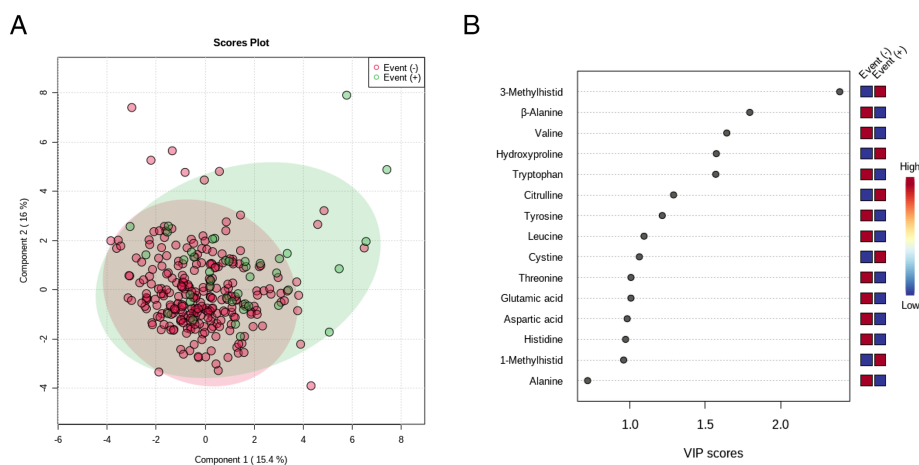 A
Scores Plot
Event (-)
Event (+)
Component 2 ( 16 %)
8
6
4
2
0
-2
-4
-6 -4 -2 0 2 4 6 8
Component 1 ( 15.4 %)
B
Event (-)
Event (+)
3-Methylhistid
β-Alanine
Valine
Hydroxyproline
Tryptophan
Citrulline
Tyrosine
Leucine
Cystine
Threonine
Glutamic acid
Aspartic acid
Histidine
1-Methylhistid
Alanine
High
Low
1.0 1.5 2.0
VIP scores